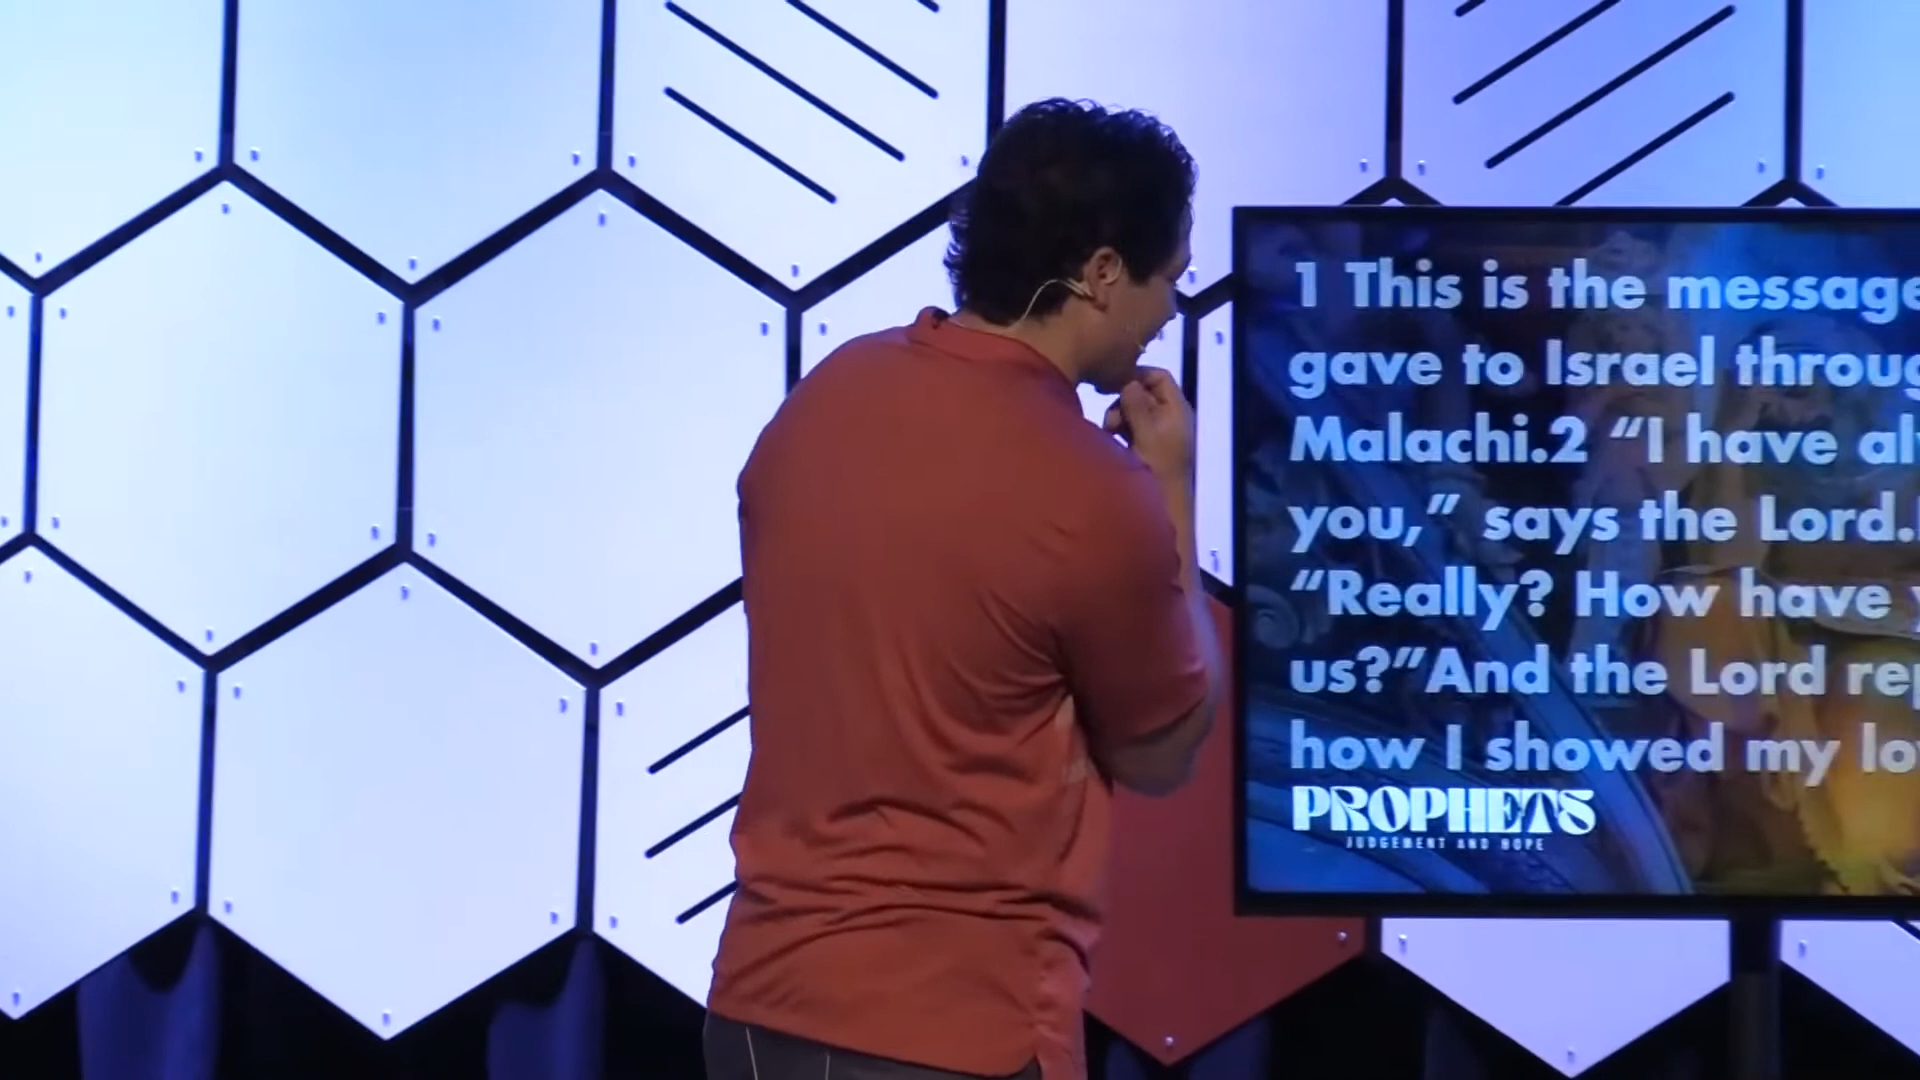 1 This is the message
gave to Israel throug
Malachi.2 “I have al
you,” says the Lord.
“Really? How have
us?”And the Lord rep
how I showed my lo
PROPHETS
JUDGEMENT AND HOPE